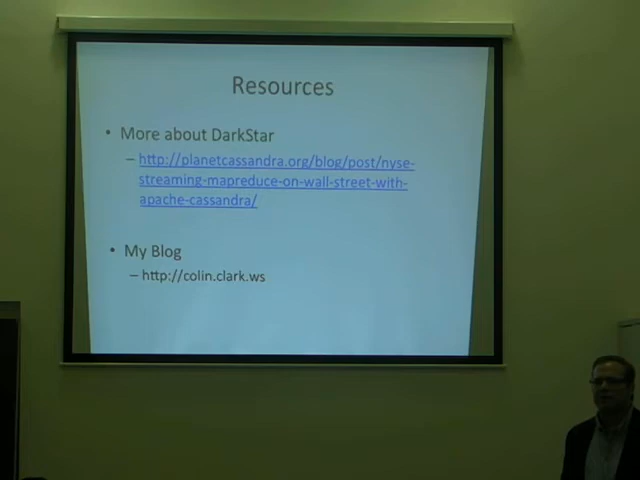 Resources
• More about DarkStar
– http://planetcassandra.org/blog/post/nyse-
streaming-mapreduce-on-wall-street-with-
apache-cassandra/
• My Blog
– http://colin.clark.ws